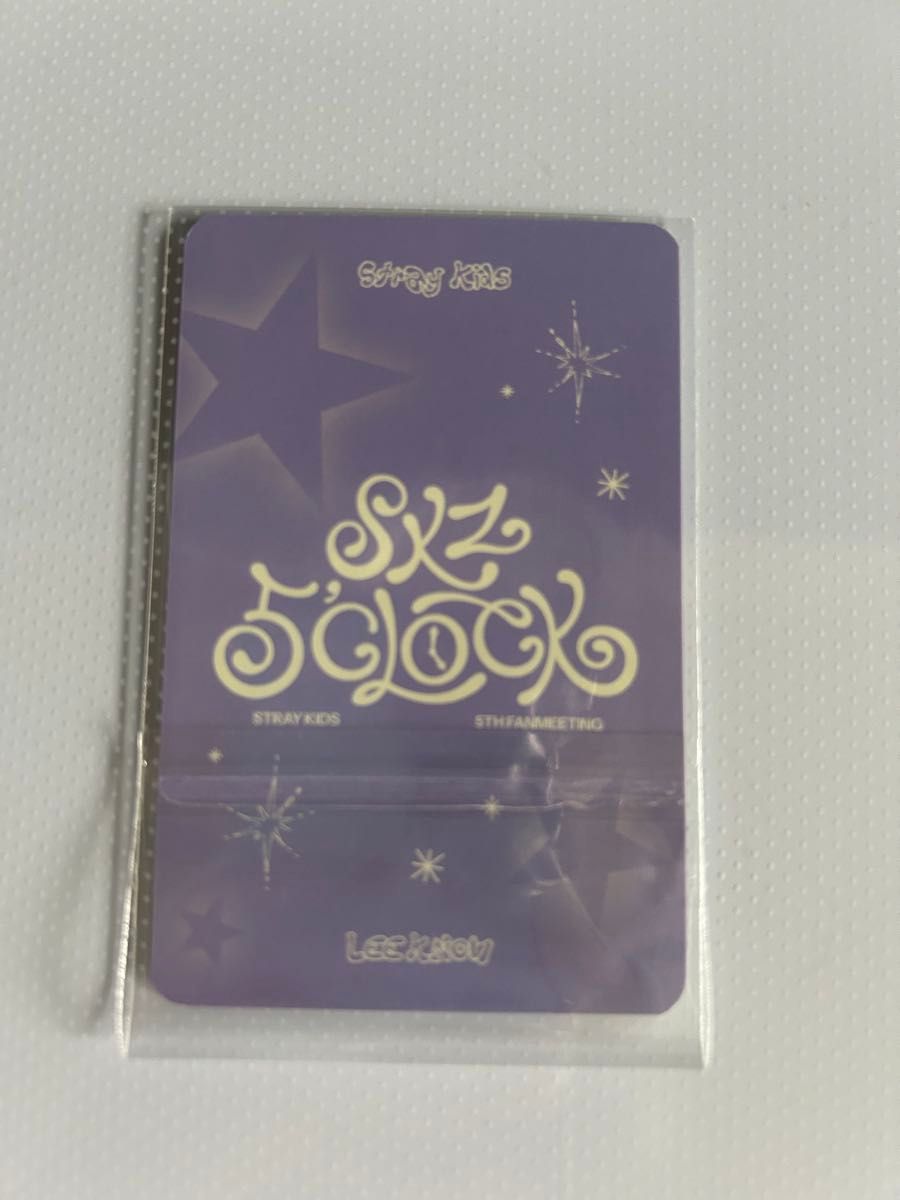 Stray Kids
SKZ
5'CLOCK
STRAY KIDS 5TH FANMEETING
LEE KNOW